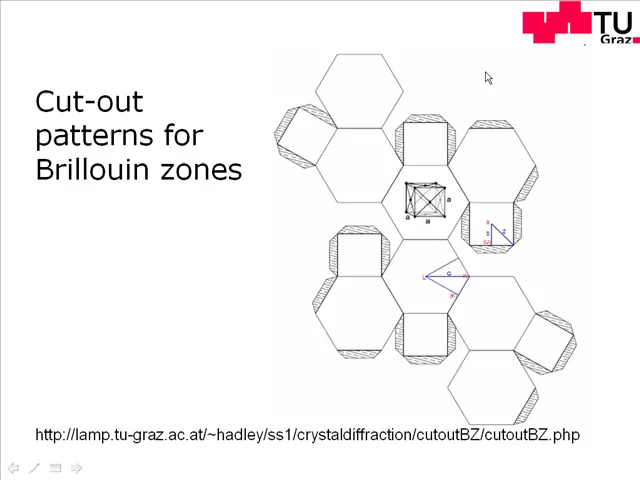 TU
Graz
Cut-out
patterns for
Brillouin zones
a
a
a
X
S
Z
(U)
L
Q
(K)
http://lamp.tu-graz.ac.at/~hadley/ss1/crystaldiffraction/cutoutBZ/cutoutBZ.php